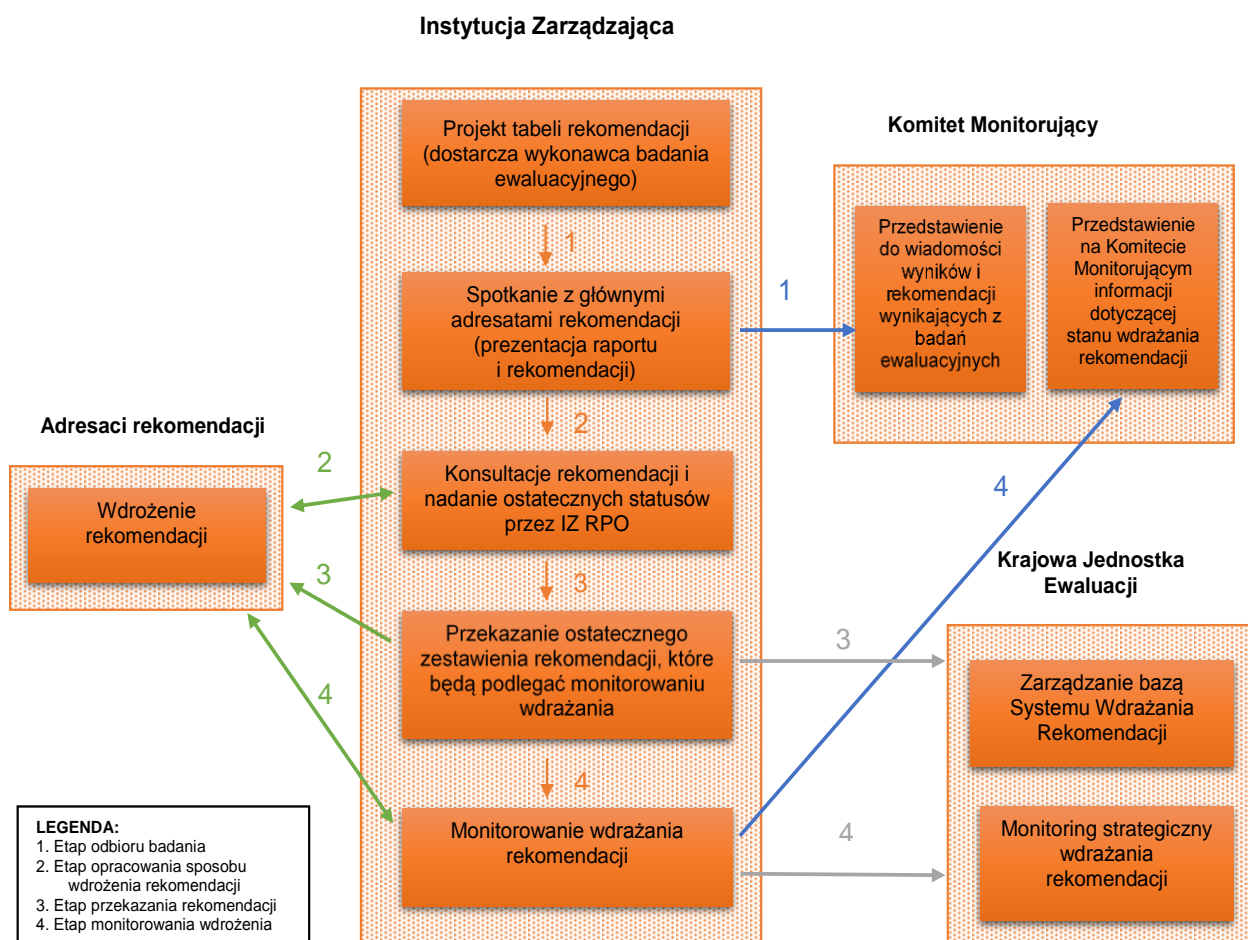 Instytucja Zarządzająca
Projekt tabeli rekomendacji
(dostarcza wykonawca badania
ewaluacyjnego)
1
Spotkanie z głównymi
adresatami rekomendacji
(prezentacja raportu
i rekomendacji)
2
Konsultacje rekomendacji i
nadanie ostatecznych statusów
przez IZ RPO
3
Przekazanie ostatecznego
zestawienia rekomendacji, które
będą podlegać monitorowaniu
wdrażania
4
Monitorowanie wdrażania
rekomendacji
Komitet Monitorujący
1
Przedstawienie
do wiadomości
wyników i
rekomendacji
wynikających z
badań
ewaluacyjnych
Przedstawienie
na Komitecie
Monitorującym
informacji
dotyczącej
stanu wdrażania
rekomendacji
4
Adresaci rekomendacji
2
Wdrożenie
rekomendacji
3
4
Krajowa Jednostka
Ewaluacji
3
Zarządzanie bazą
Systemu Wdrażania
Rekomendacji
4
Monitoring strategiczny
wdrażania
rekomendacji
LEGENDA:
1. Etap odbioru badania
2. Etap opracowania sposobu
wdrożenia rekomendacji
3. Etap przekazania rekomendacji
4. Etap monitorowania wdrożenia